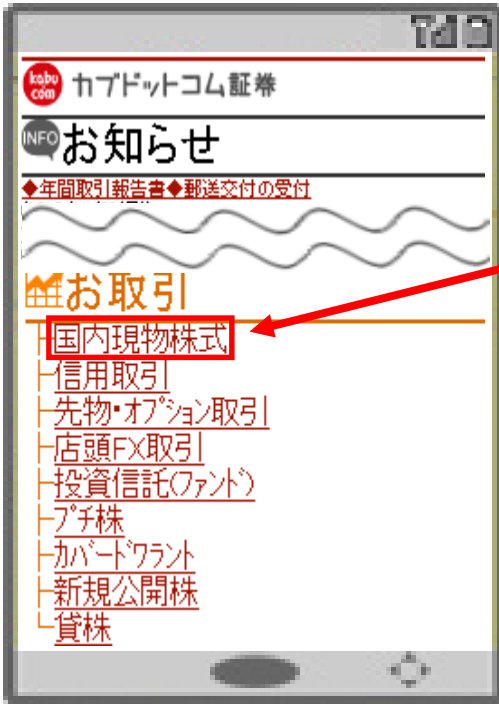 kabu
com カブドットコム証券
INFO お知らせ
◆年間取引報告書◆郵送交付の受付
お取引
国内現物株式
信用取引
先物・ｵﾌﾟｼｮﾝ取引
店頭FX取引
投資信託(ﾌｧﾝﾄﾞ)
ﾌﾟﾁ株
ｶﾊﾞｰﾄﾞﾜﾗﾝﾄ
新規公開株
貸株